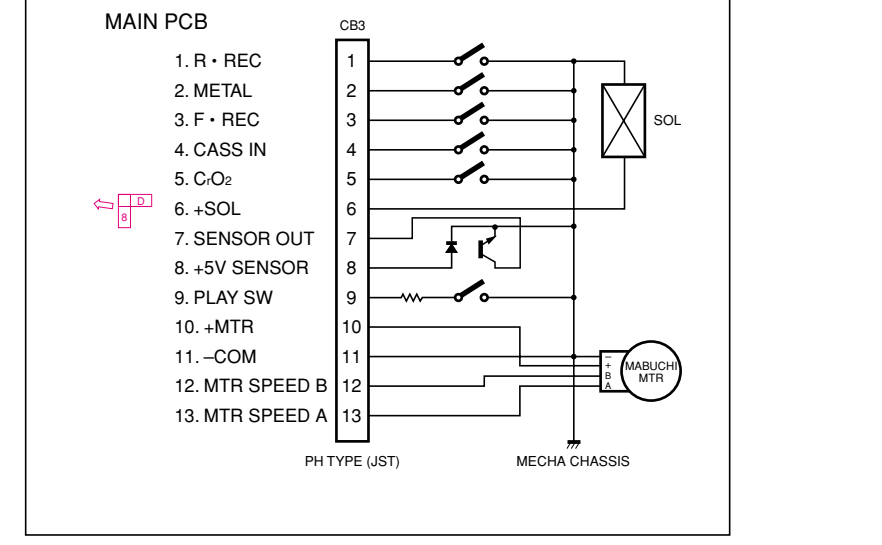 MAIN PCB
CB3
1. R • REC 1
2. METAL 2
3. F • REC 3
SOL
4. CASS IN 4
5. CrO2 5
D
8
6. +SOL 6
7. SENSOR OUT 7
8. +5V SENSOR 8
9. PLAY SW 9
10. +MTR 10
11. –COM 11
12. MTR SPEED B 12
13. MTR SPEED A 13
–
+
B
A
MABUCHI
MTR
PH TYPE (JST)
MECHA CHASSIS